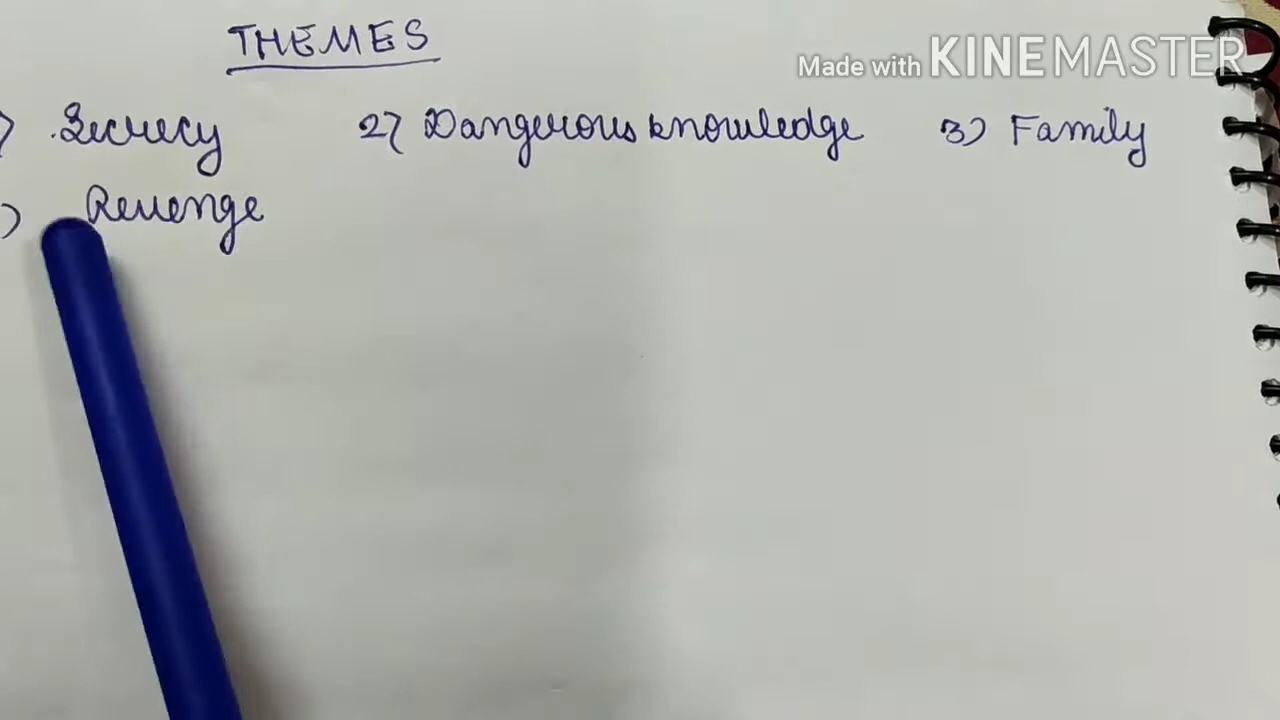 THEMES
Made with KINEMASTER
) Secrecy 2) Dangerous knowledge 3) Family
) Revenge